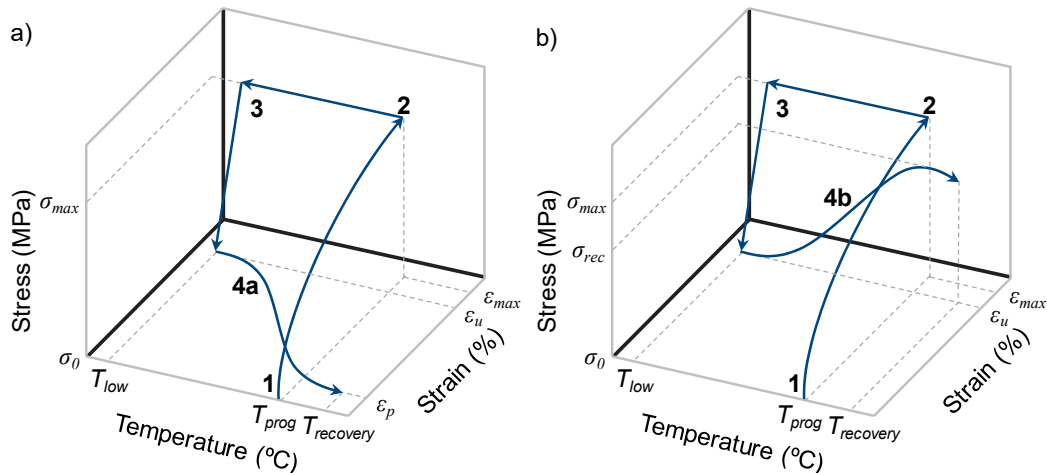 a)
3
2
σmax
Stress (MPa)
4a
εmax
εu
Strain (%)
σ0
Tlow
1
εp
Tprog
Trecovery
Temperature (ºC)
b)
3
2
4b
σmax
σrec
Stress (MPa)
εmax
εu
Strain (%)
σ0
Tlow
1
Tprog
Trecovery
Temperature (ºC)